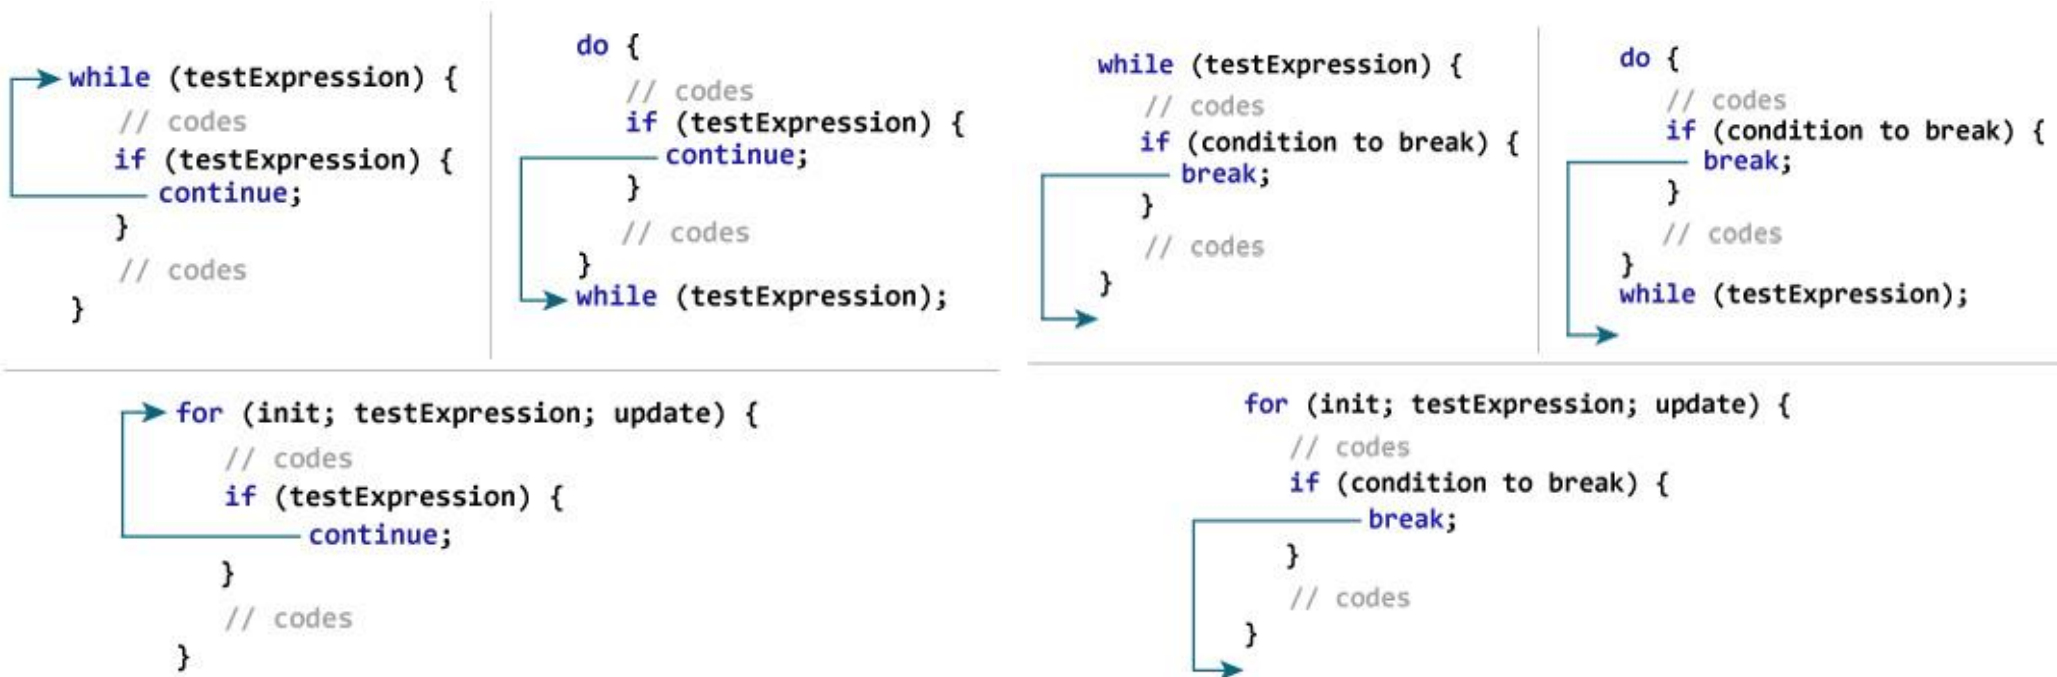 while (testExpression) {
// codes
if (testExpression) {
continue;
}
// codes
}
do {
// codes
if (testExpression) {
continue;
}
// codes
}
while (testExpression);
for (init; testExpression; update) {
// codes
if (testExpression) {
continue;
}
// codes
}
while (testExpression) {
// codes
if (condition to break) {
break;
}
// codes
}
do {
// codes
if (condition to break) {
break;
}
// codes
}
while (testExpression);
for (init; testExpression; update) {
// codes
if (condition to break) {
break;
}
// codes
}